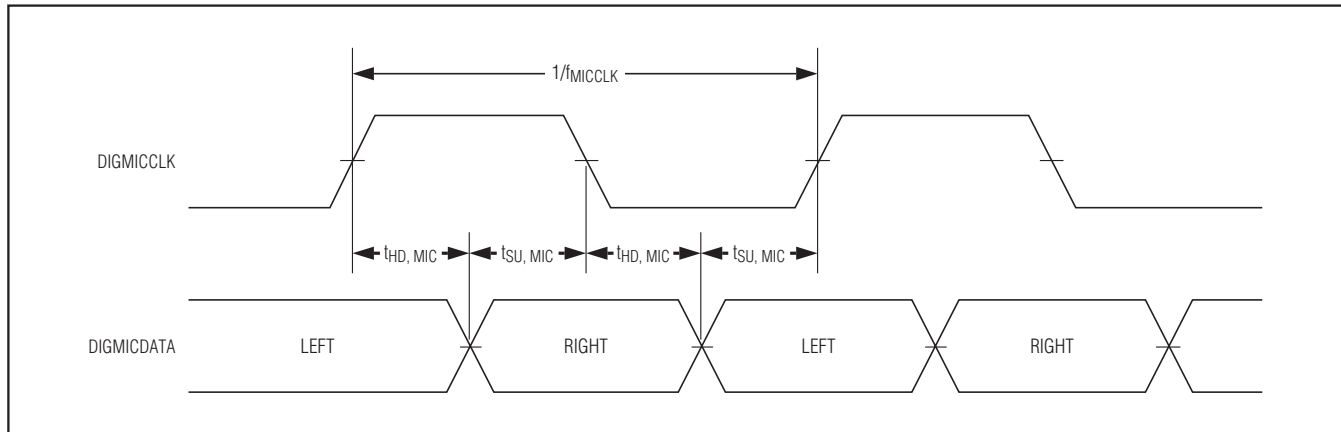 1/fMICCLK
DIGMICCLK
tHD, MIC tSU, MIC tHD, MIC tSU, MIC
DIGMICDATA LEFT RIGHT LEFT RIGHT